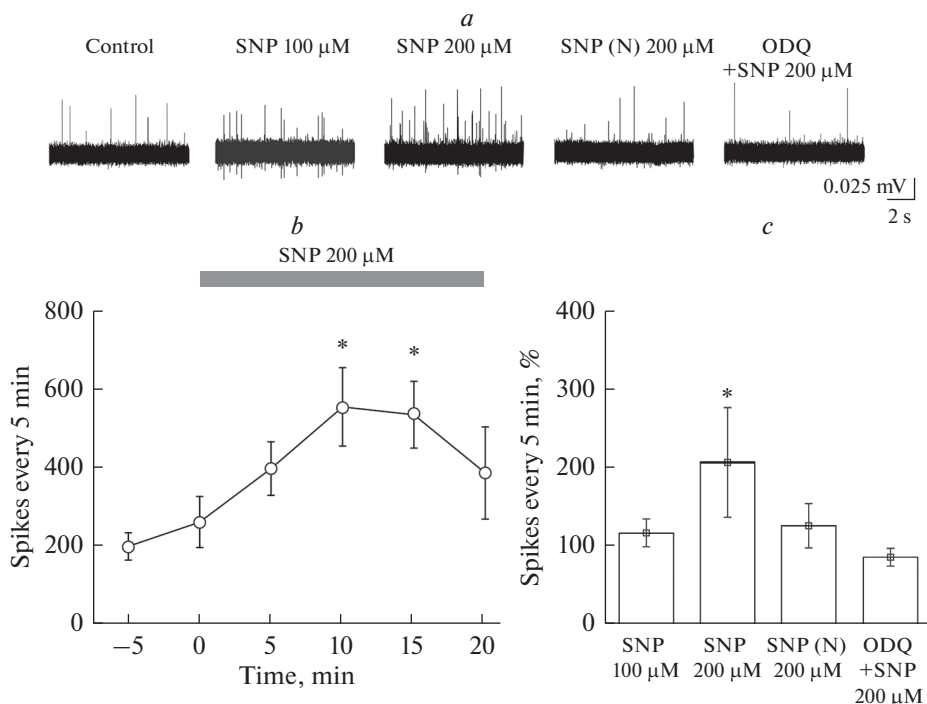 a
Control
SNP 100 μM
SNP 200 μM
SNP (N) 200 μM
ODQ
+SNP 200 μM
0.025 mV
2 s
b
SNP 200 μM
Spikes every 5 min
800
600
400
200
0
−5
0
5
10
15
20
Time, min
*
*
c
Spikes every 5 min, %
400
300
200
100
0
*
SNP
100 μM
SNP
200 μM
SNP (N)
200 μM
ODQ
+SNP
200 μM